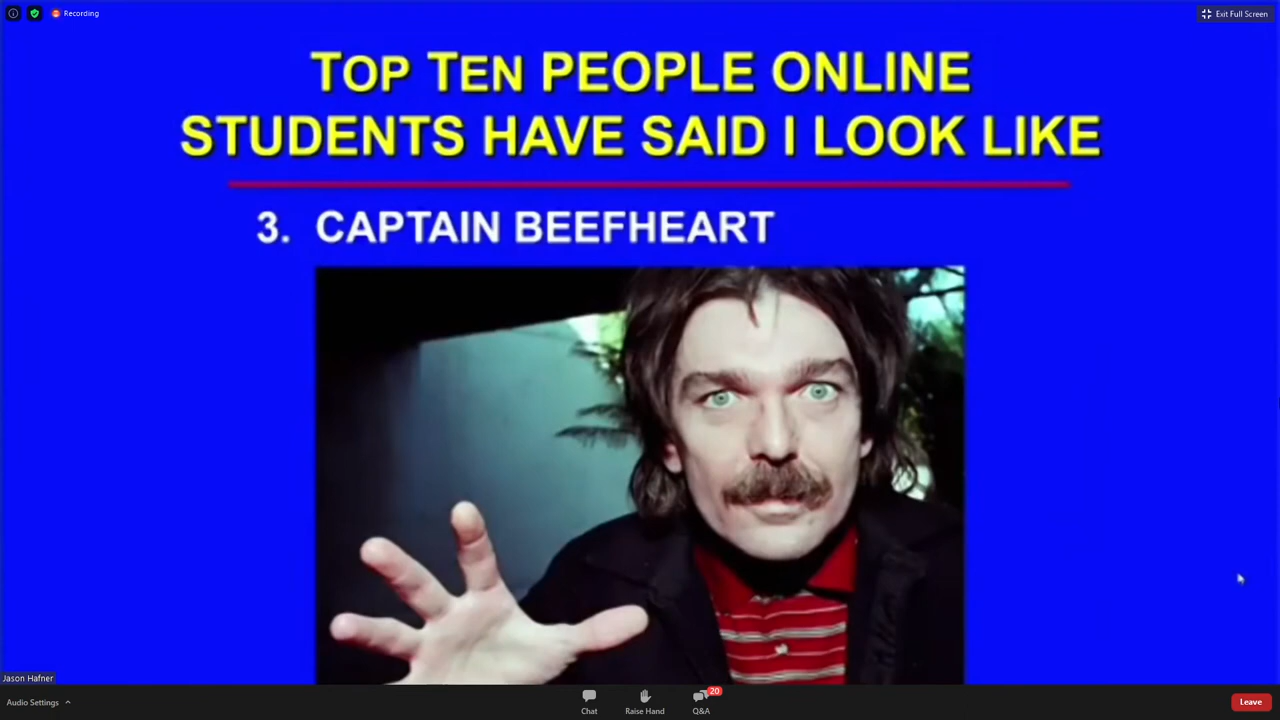 Recording
Exit Full Screen
TOP TEN PEOPLE ONLINE
STUDENTS HAVE SAID I LOOK LIKE
3. CAPTAIN BEEFHEART
Jason Hafner
Audio Settings
Chat
Raise Hand
20
Q&A
Leave